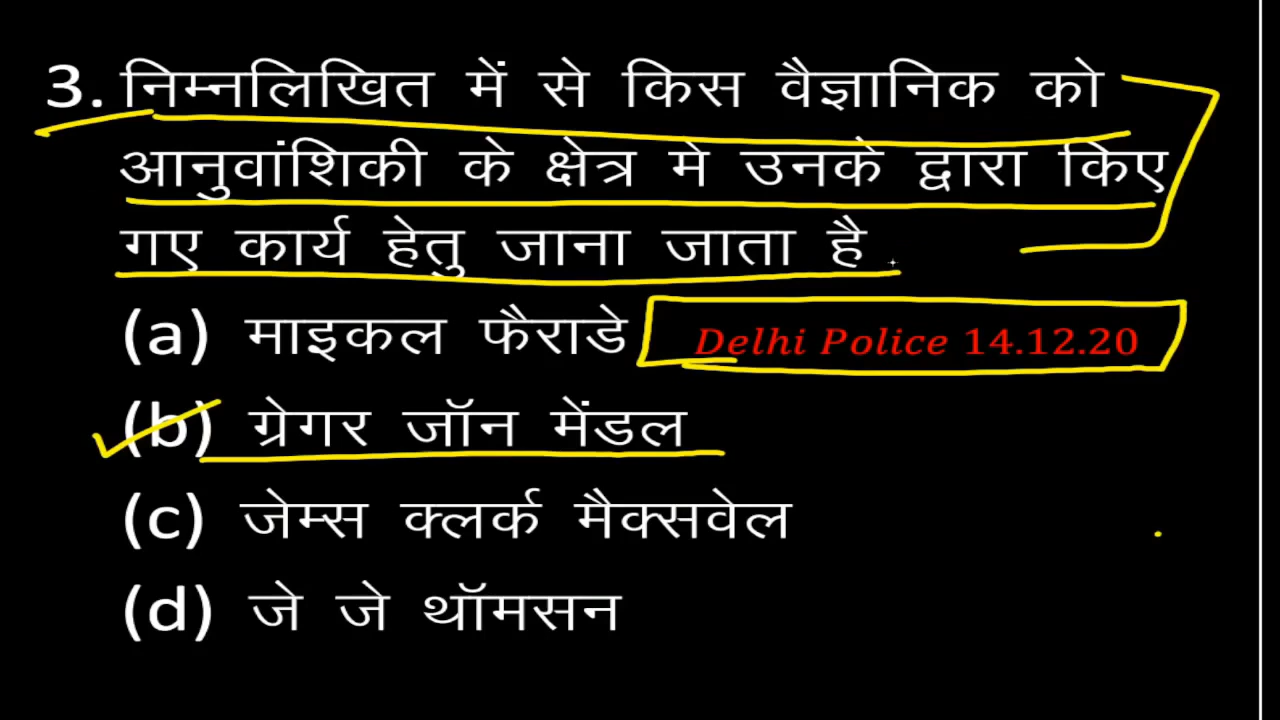 3. निम्नलिखित में से किस वैज्ञानिक को
आनुवांशिकी के क्षेत्र मे उनके द्वारा किए
गए कार्य हेतु जाना जाता है .
(a) माइकल फैराडे Delhi Police 14.12.20
(b) ग्रेगर जॉन मेंडल
(c) जेम्स क्लर्क मैक्सवेल
(d) जे जे थॉमसन